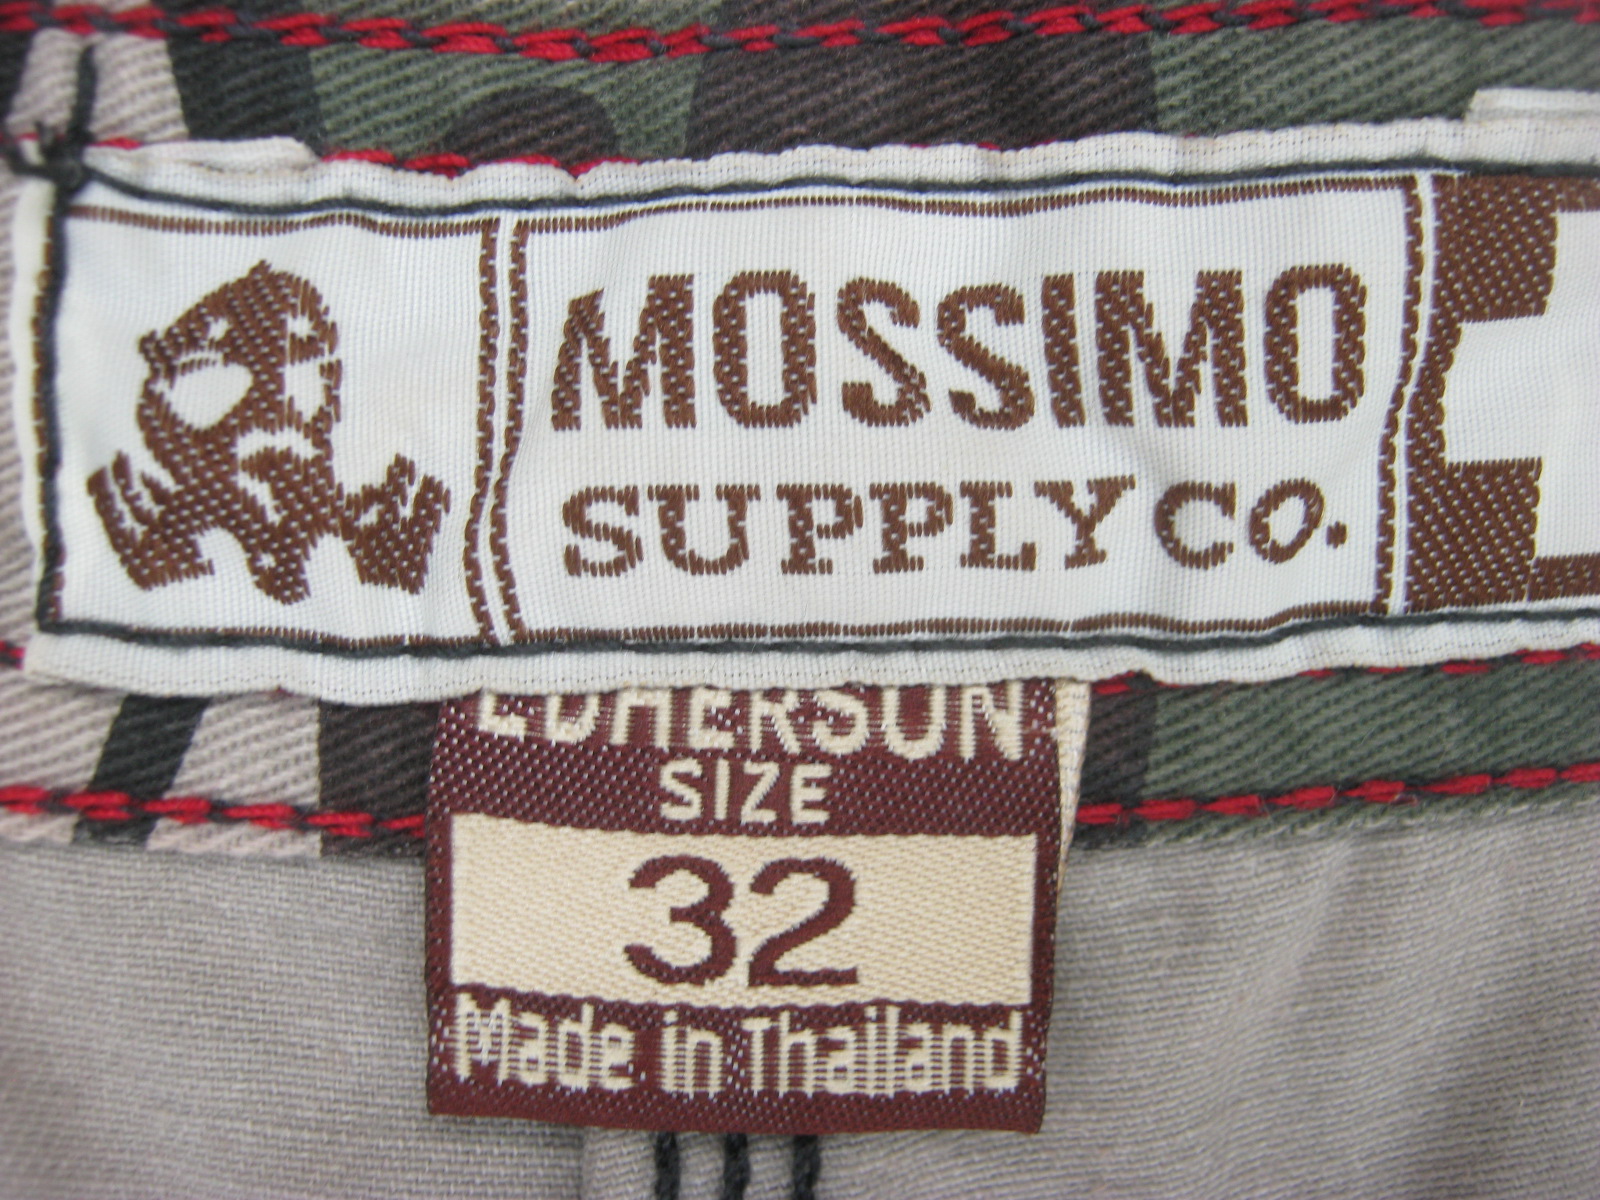 MOSSIMO
SUPPLY CO.
SIZE
32
Made in Thailand